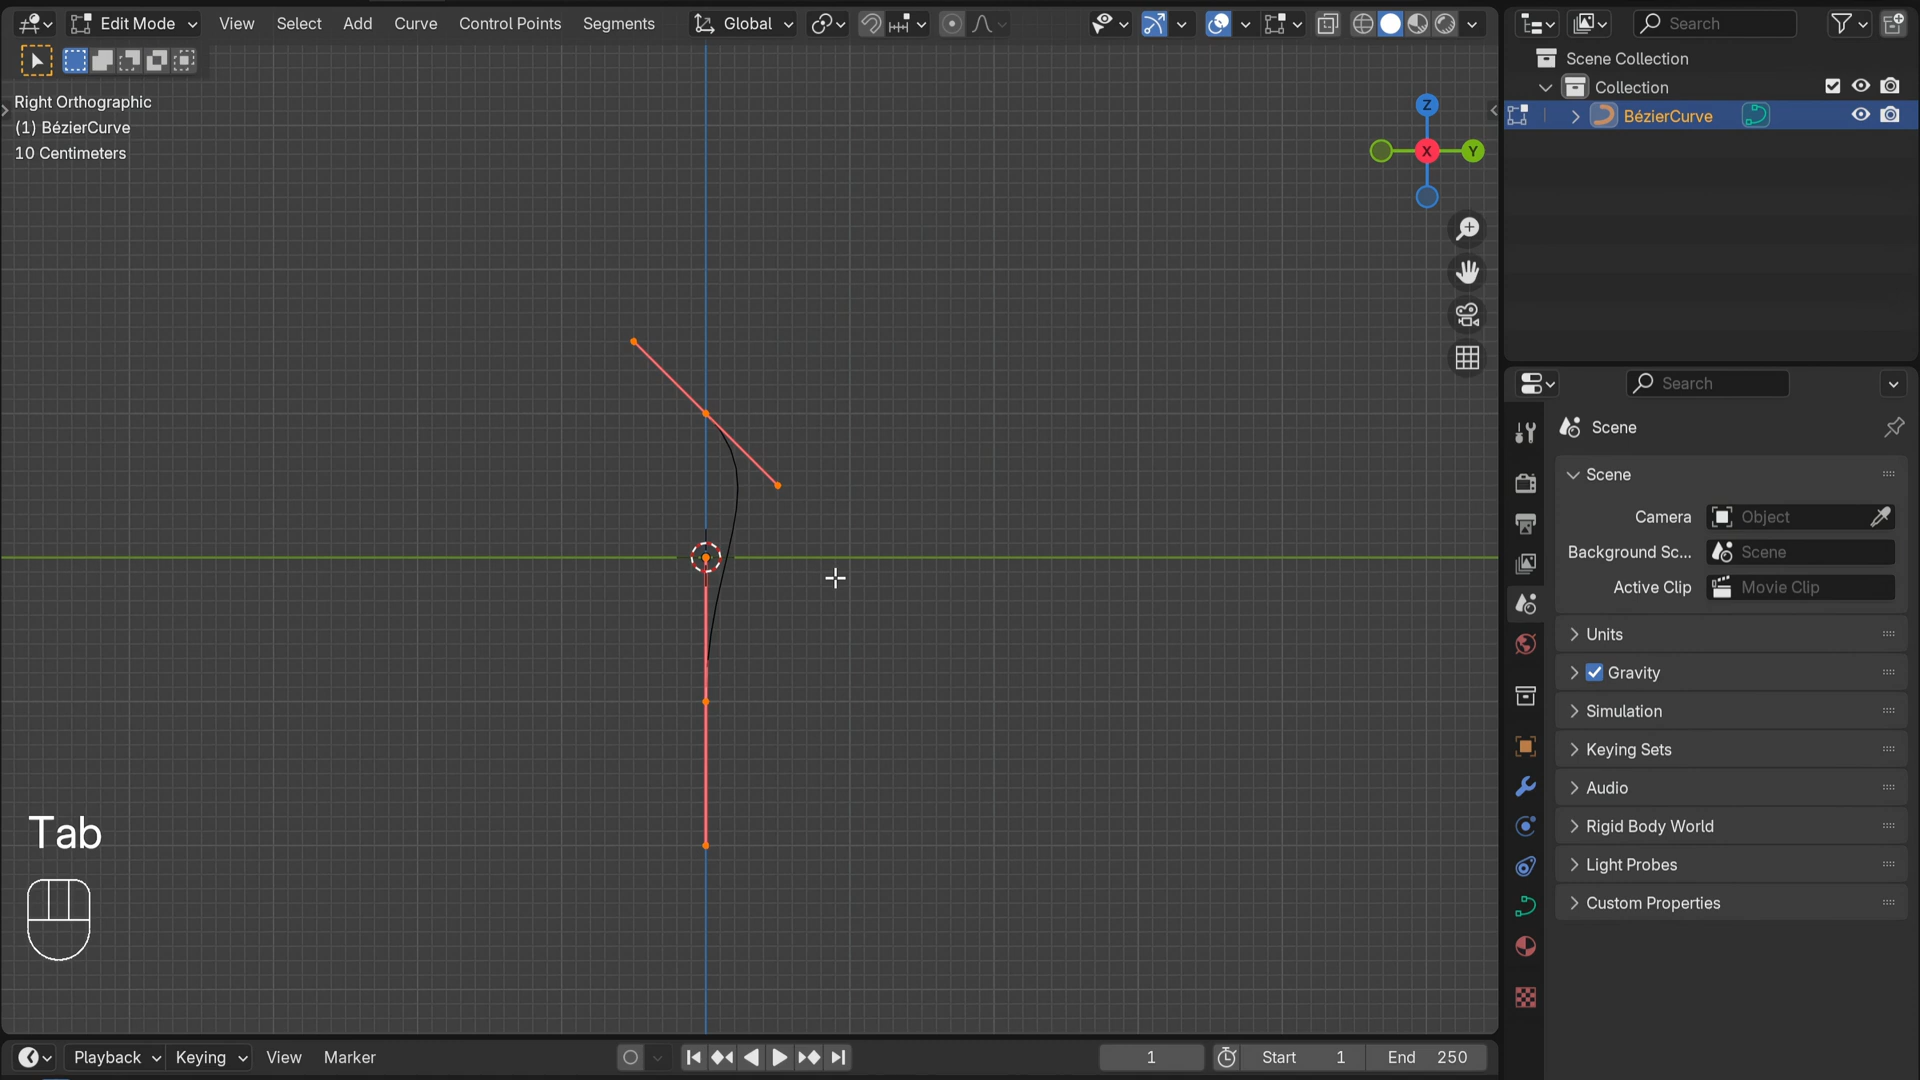 Edit Mode View Select Add Curve Control Points Segments Global
Right Orthographic
(1) BézierCurve
10 Centimeters
Z
X
Y
Tab
Playback Keying View Marker
1 Start 1 End 250
Search
Scene Collection
Collection
BézierCurve
Search
Scene
Scene
Camera Object
Background Sc... Scene
Active Clip Movie Clip
Units
Gravity
Simulation
Keying Sets
Audio
Rigid Body World
Light Probes
Custom Properties